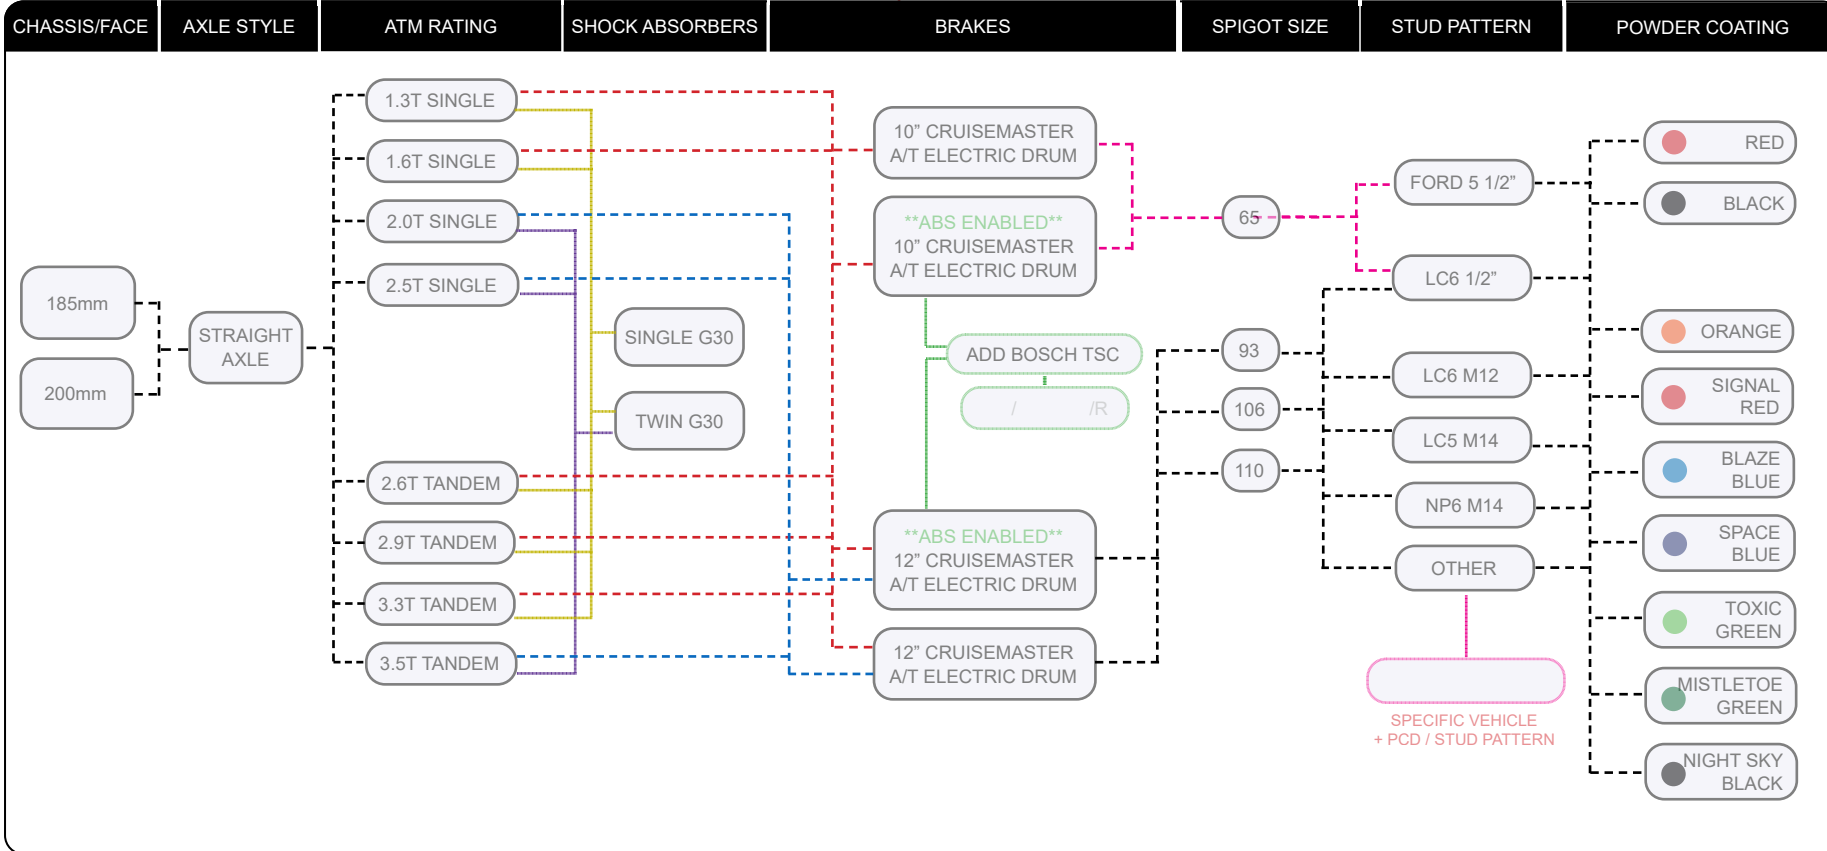 CHASSIS/FACE
AXLE STYLE
ATM RATING
SHOCK ABSORBERS
BRAKES
SPIGOT SIZE
STUD PATTERN
POWDER COATING
185mm
200mm
STRAIGHT
AXLE
1.3T SINGLE
1.6T SINGLE
2.0T SINGLE
2.5T SINGLE
2.6T TANDEM
2.9T TANDEM
3.3T TANDEM
3.5T TANDEM
SINGLE G30
TWIN G30
10” CRUISEMASTER
A/T ELECTRIC DRUM
**ABS ENABLED**
10” CRUISEMASTER
A/T ELECTRIC DRUM
ADD BOSCH TSC
/ /R
**ABS ENABLED**
12” CRUISEMASTER
A/T ELECTRIC DRUM
12” CRUISEMASTER
A/T ELECTRIC DRUM
65
93
106
110
FORD 5 1/2”
LC6 1/2”
LC6 M12
LC5 M14
NP6 M14
OTHER
SPECIFIC VEHICLE
+ PCD / STUD PATTERN
RED
BLACK
ORANGE
SIGNAL
RED
BLAZE
BLUE
SPACE
BLUE
TOXIC
GREEN
MISTLETOE
GREEN
NIGHT SKY
BLACK